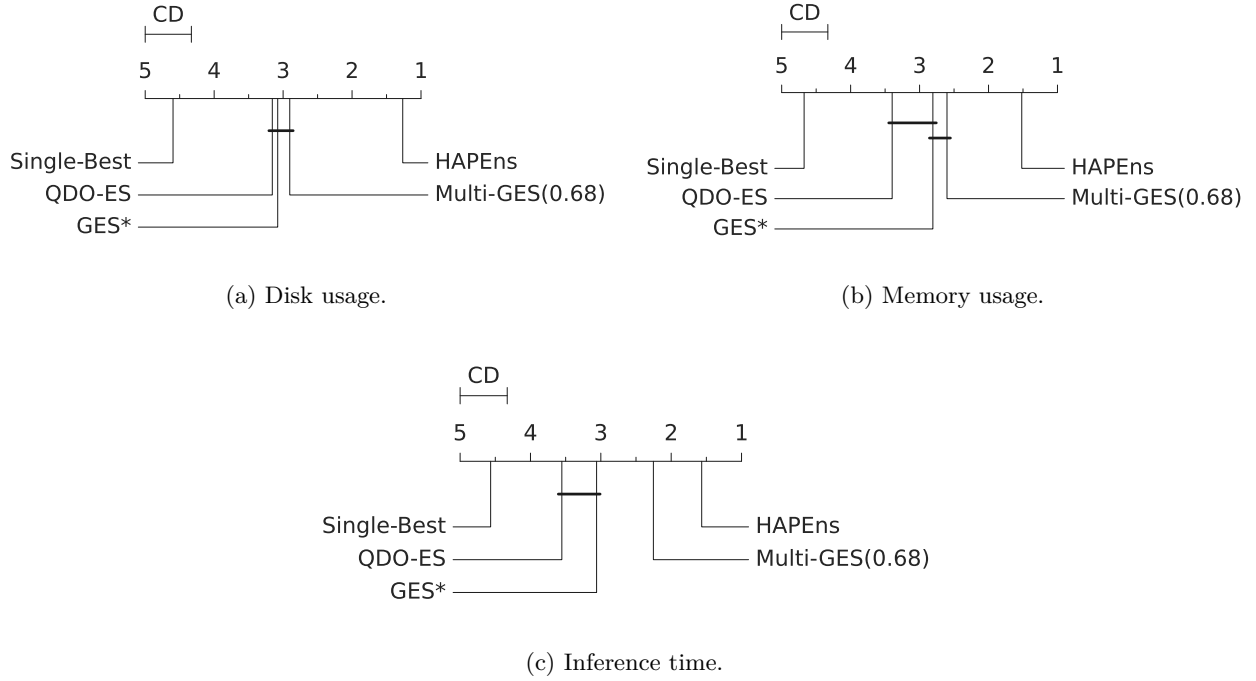 CD
5 4 3 2 1
Single-Best
HAPEns
QDO-ES
Multi-GES(0.68)
GES*
(a) Disk usage.
CD
5 4 3 2 1
Single-Best
HAPEns
QDO-ES
Multi-GES(0.68)
GES*
(b) Memory usage.
CD
5 4 3 2 1
Single-Best
HAPEns
QDO-ES
Multi-GES(0.68)
GES*
(c) Inference time.